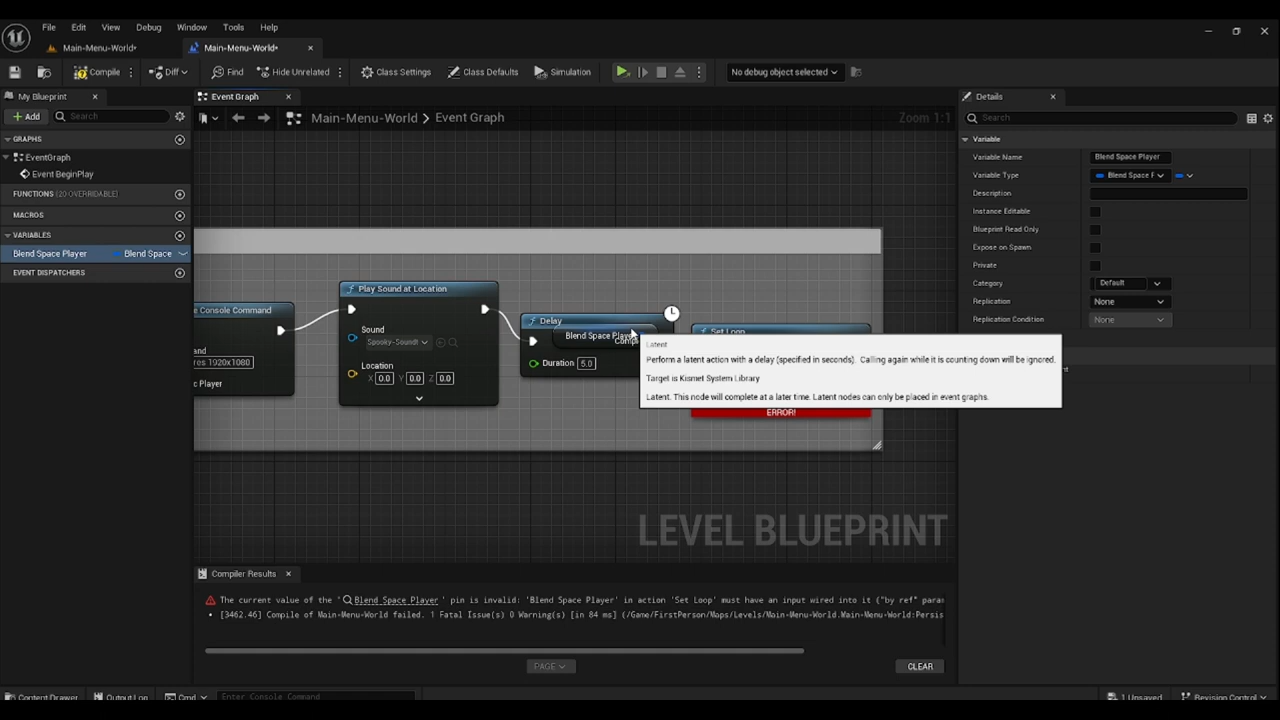 File Edit View Debug Window Tools Help
Main-Menu-World* Main-Menu-World*
Compile Diff Find Hide Unrelated Class Settings Class Defaults Simulation No debug object selected
My Blueprint Event Graph Details
Add Search Main-Menu-World > Event Graph Zoom 1:1 Search
GRAPHS
EventGraph
Event BeginPlay
FUNCTIONS (20 OVERRIDABLE)
MACROS
VARIABLES
Blend Space Player Blend Space
EVENT DISPATCHERS
e Console Command
and
res 1920x1080
c Player
Play Sound at Location
Sound
Spooky-Sound
Location
X 0.0 Y 0.0 Z 0.0
Delay
Blend Space Playe
Comple
Duration 5.0
Set Loop
ERROR!
Latent
Perform a latent action with a delay (specified in seconds). Calling again while it is counting down will be ignored.
Target is Kismet System Library
Latent. This node will complete at a later time. Latent nodes can only be placed in event graphs.
LEVEL BLUEPRINT
Variable
Variable Name Blend Space Player
Variable Type Blend Space F
Description
Instance Editable
Blueprint Read Only
Expose on Spawn
Private
Category Default
Replication None
Replication Condition None
Compiler Results
The current value of the ' Blend Space Player ' pin is invalid: 'Blend Space Player' in action 'Set Loop' must have an input wired into it ("by ref" para
[3462.46] Compile of Main-Menu-World failed. 1 Fatal Issue(s) 0 Warning(s) [in 84 ms] (/Game/FirstPerson/Maps/Levels/Main-Menu-World.Main-Menu-World:Persis
PAGE CLEAR
Content Drawer Output Log Cmd Enter Console Command 1 Unsaved Revision Control